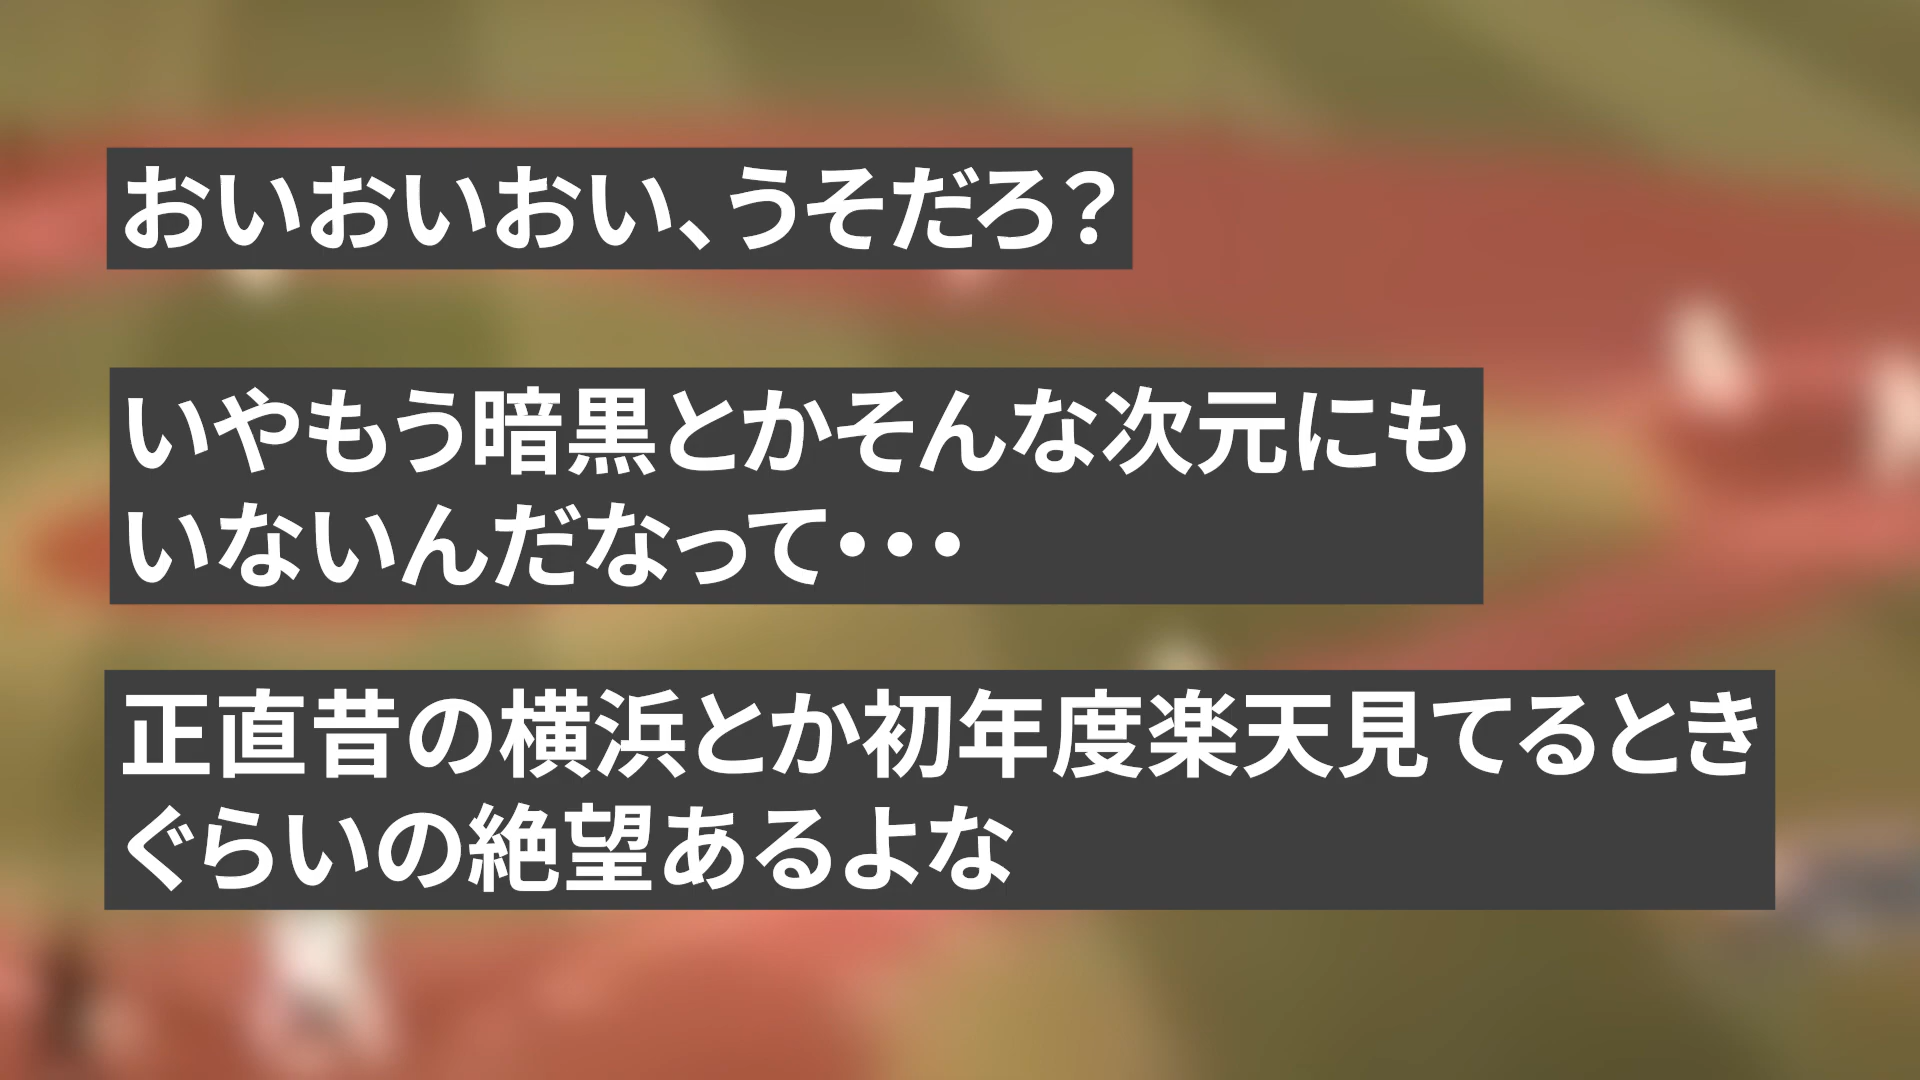 おいおいおい、うそだろ？
いやもう暗黒とかそんな次元にも
いないんだなって・・・
正直昔の横浜とか初年度楽天見てるとき
ぐらいの絶望あるよな